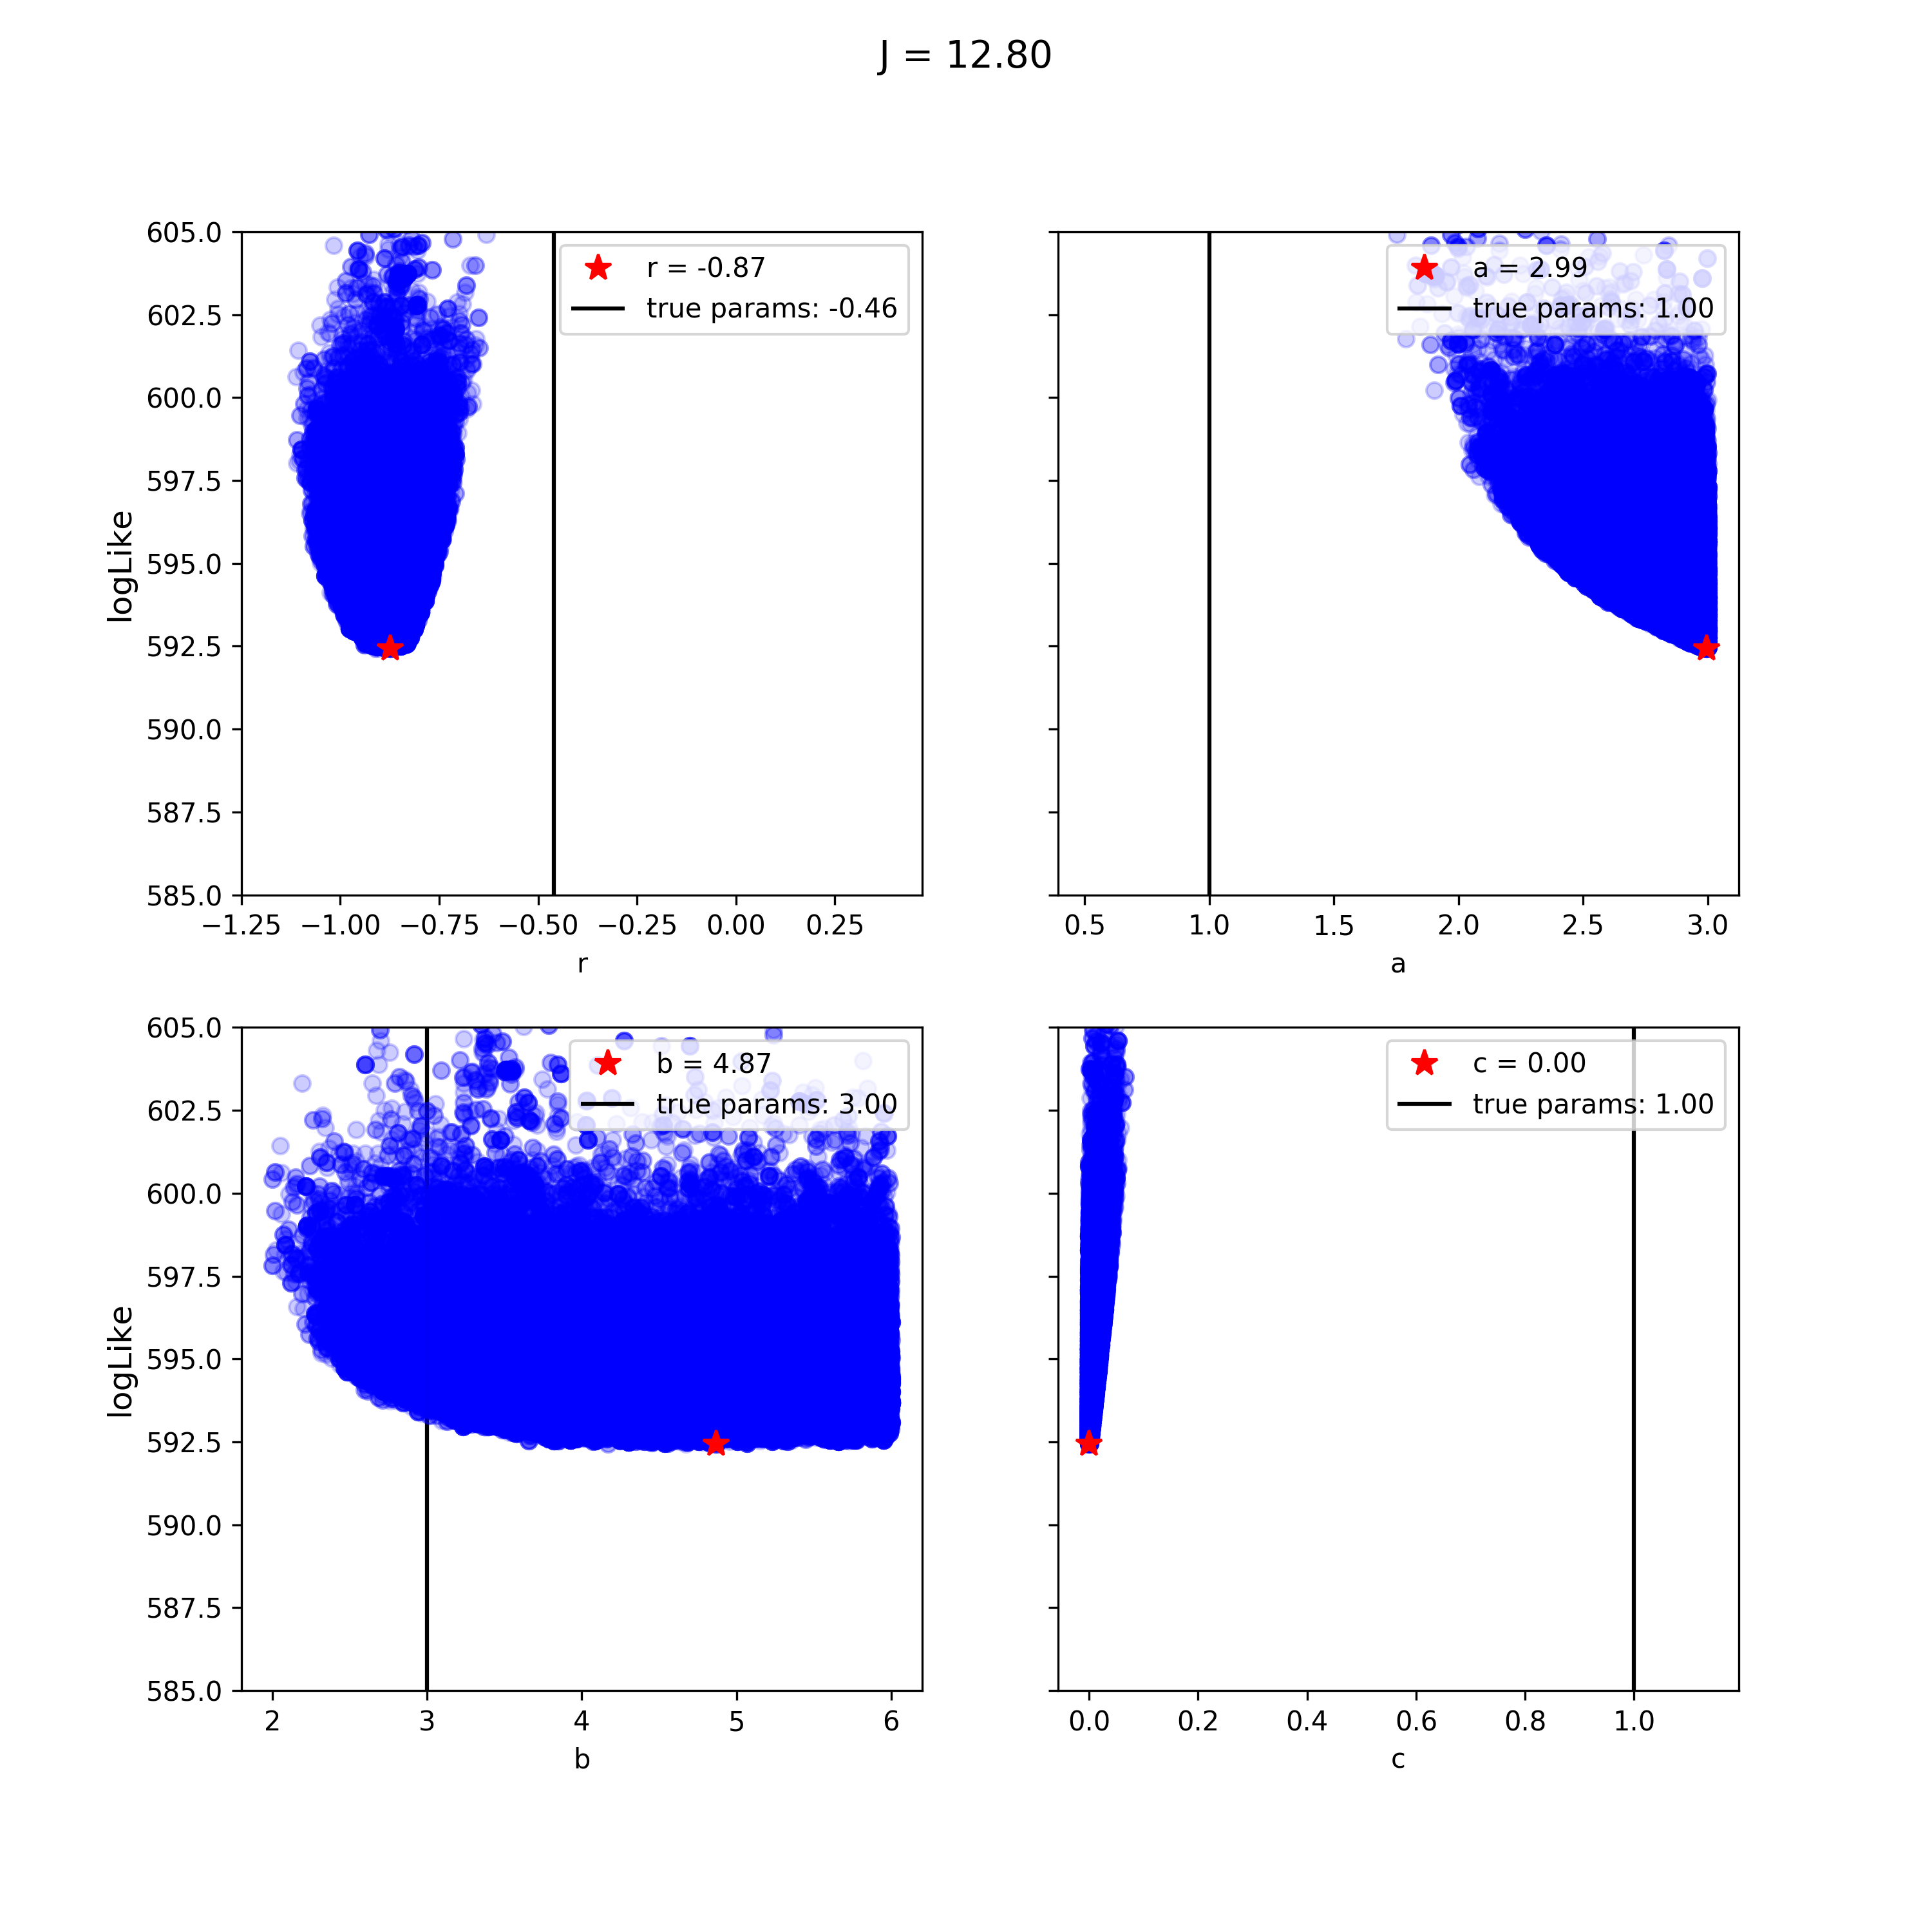 J = 12.80
605.0
602.5
600.0
597.5
595.0
592.5
590.0
587.5
585.0
logLike
r = -0.87
true params: -0.46
−1.25 −1.00 −0.75 −0.50 −0.25 0.00 0.25
r
a = 2.99
true params: 1.00
0.5 1.0 1.5 2.0 2.5 3.0
a
605.0
602.5
600.0
597.5
595.0
592.5
590.0
587.5
585.0
logLike
b = 4.87
true params: 3.00
2 3 4 5 6
b
c = 0.00
true params: 1.00
0.0 0.2 0.4 0.6 0.8 1.0
c